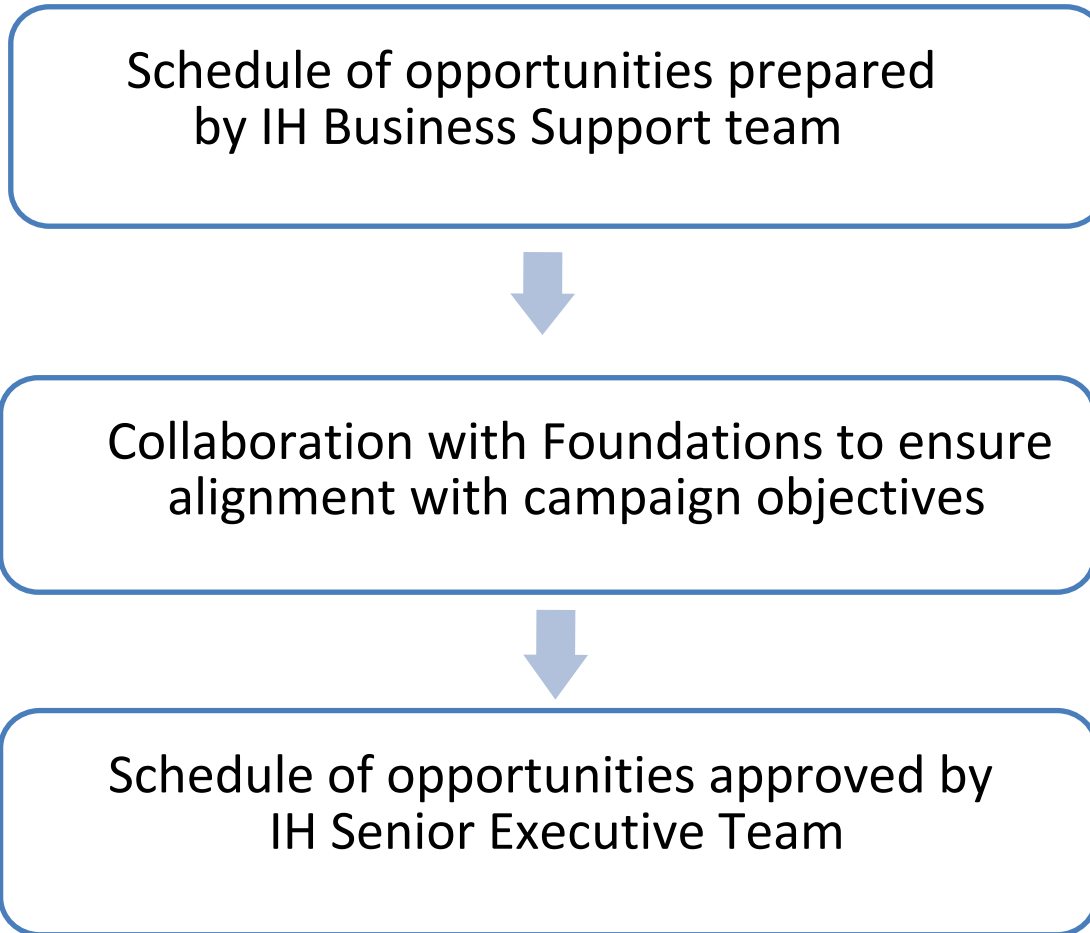 Schedule of opportunities prepared
by IH Business Support team
Collaboration with Foundations to ensure
alignment with campaign objectives
Schedule of opportunities approved by
IH Senior Executive Team